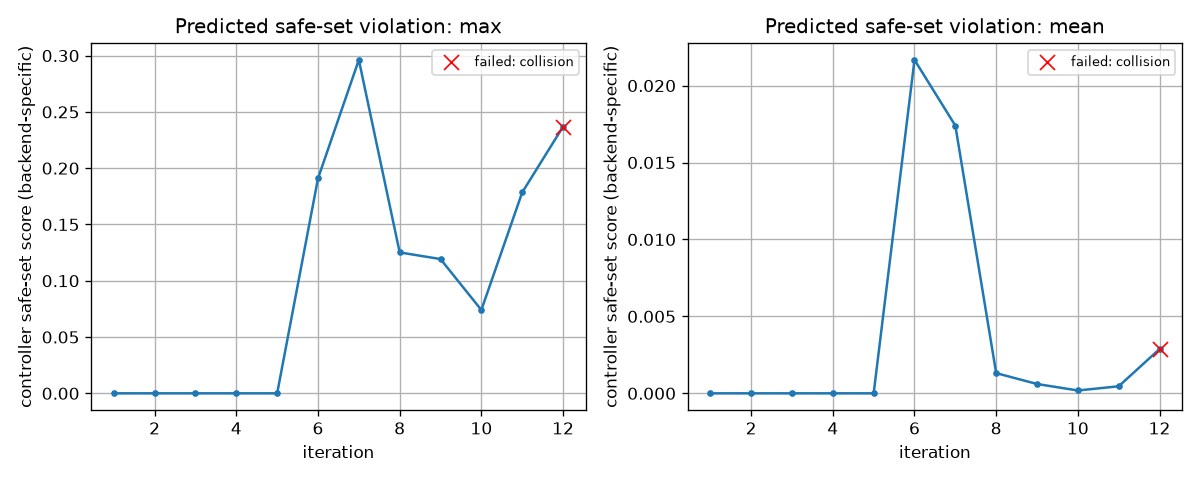 Predicted safe-set violation: max
controller safe-set score (backend-specific)
0.30
0.25
0.20
0.15
0.10
0.05
0.00
failed: collision
2 4 6 8 10 12
iteration
Predicted safe-set violation: mean
controller safe-set score (backend-specific)
0.020
0.015
0.010
0.005
0.000
failed: collision
2 4 6 8 10 12
iteration